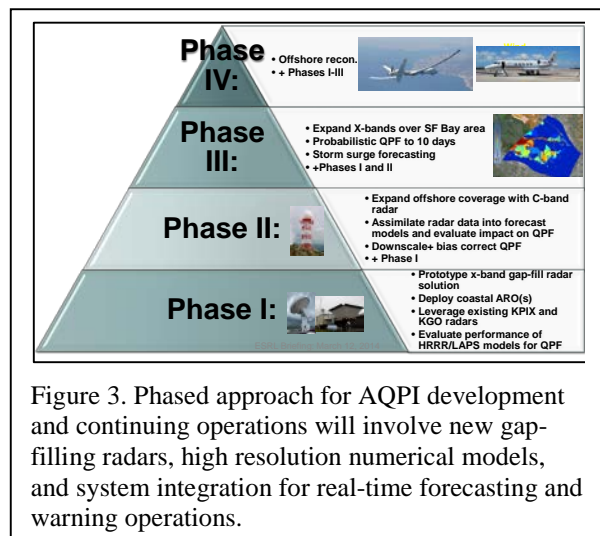 Phase
IV:
• Offshore recon.
• + Phases I-III
Phase
III:
• Expand X-bands over SF Bay area
• Probabilistic QPF to 10 days
• Storm surge forecasting
• +Phases I and II
Phase II:
• Expand offshore coverage with C-band
radar
• Assimilate radar data into forecast
models and evaluate impact on QPF
• Downscale+ bias correct QPF
• + Phase I
Phase I:
• Prototype x-band gap-fill radar
solution
• Deploy coastal ARO(s)
• Leverage existing KPIX and
KGO radars
• Evaluate performance of
HRRR/LAPS models for QPF
Figure 3. Phased approach for AQPI development
and continuing operations will involve new gap-
filling radars, high resolution numerical models,
and system integration for real-time forecasting and
warning operations.